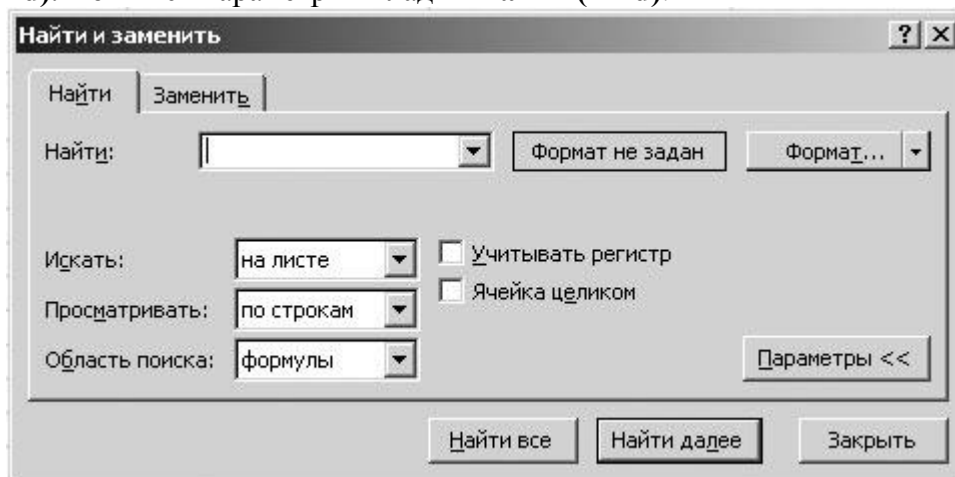 Найти и заменить
Найти Заменить
Найти: Формат не задан Формат...
Искать: на листе Учитывать регистр
Ячейка целиком
Просматривать: по строкам
Область поиска: формулы Параметры <<
Найти все Найти далее Закрыть